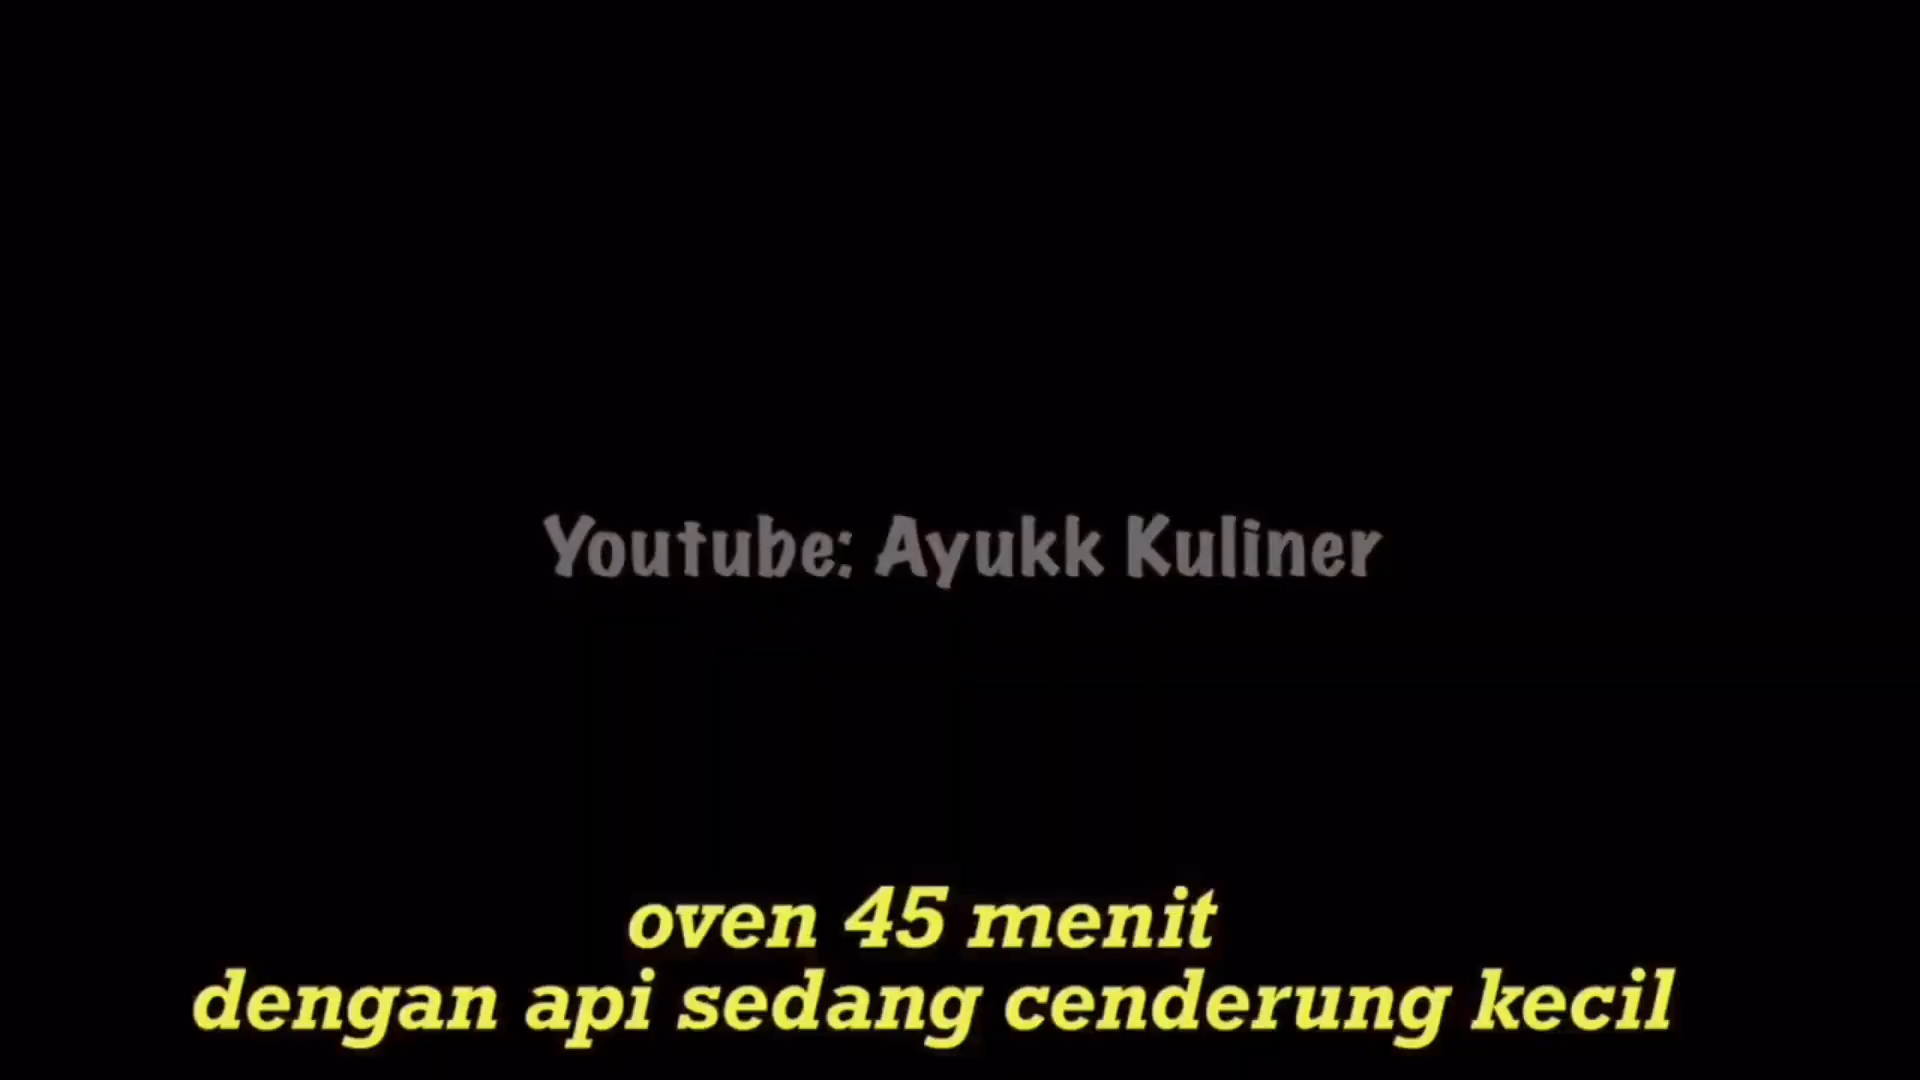 Youtube: Ayukk Kuliner
oven 45 menit
dengan api sedang cenderung kecil